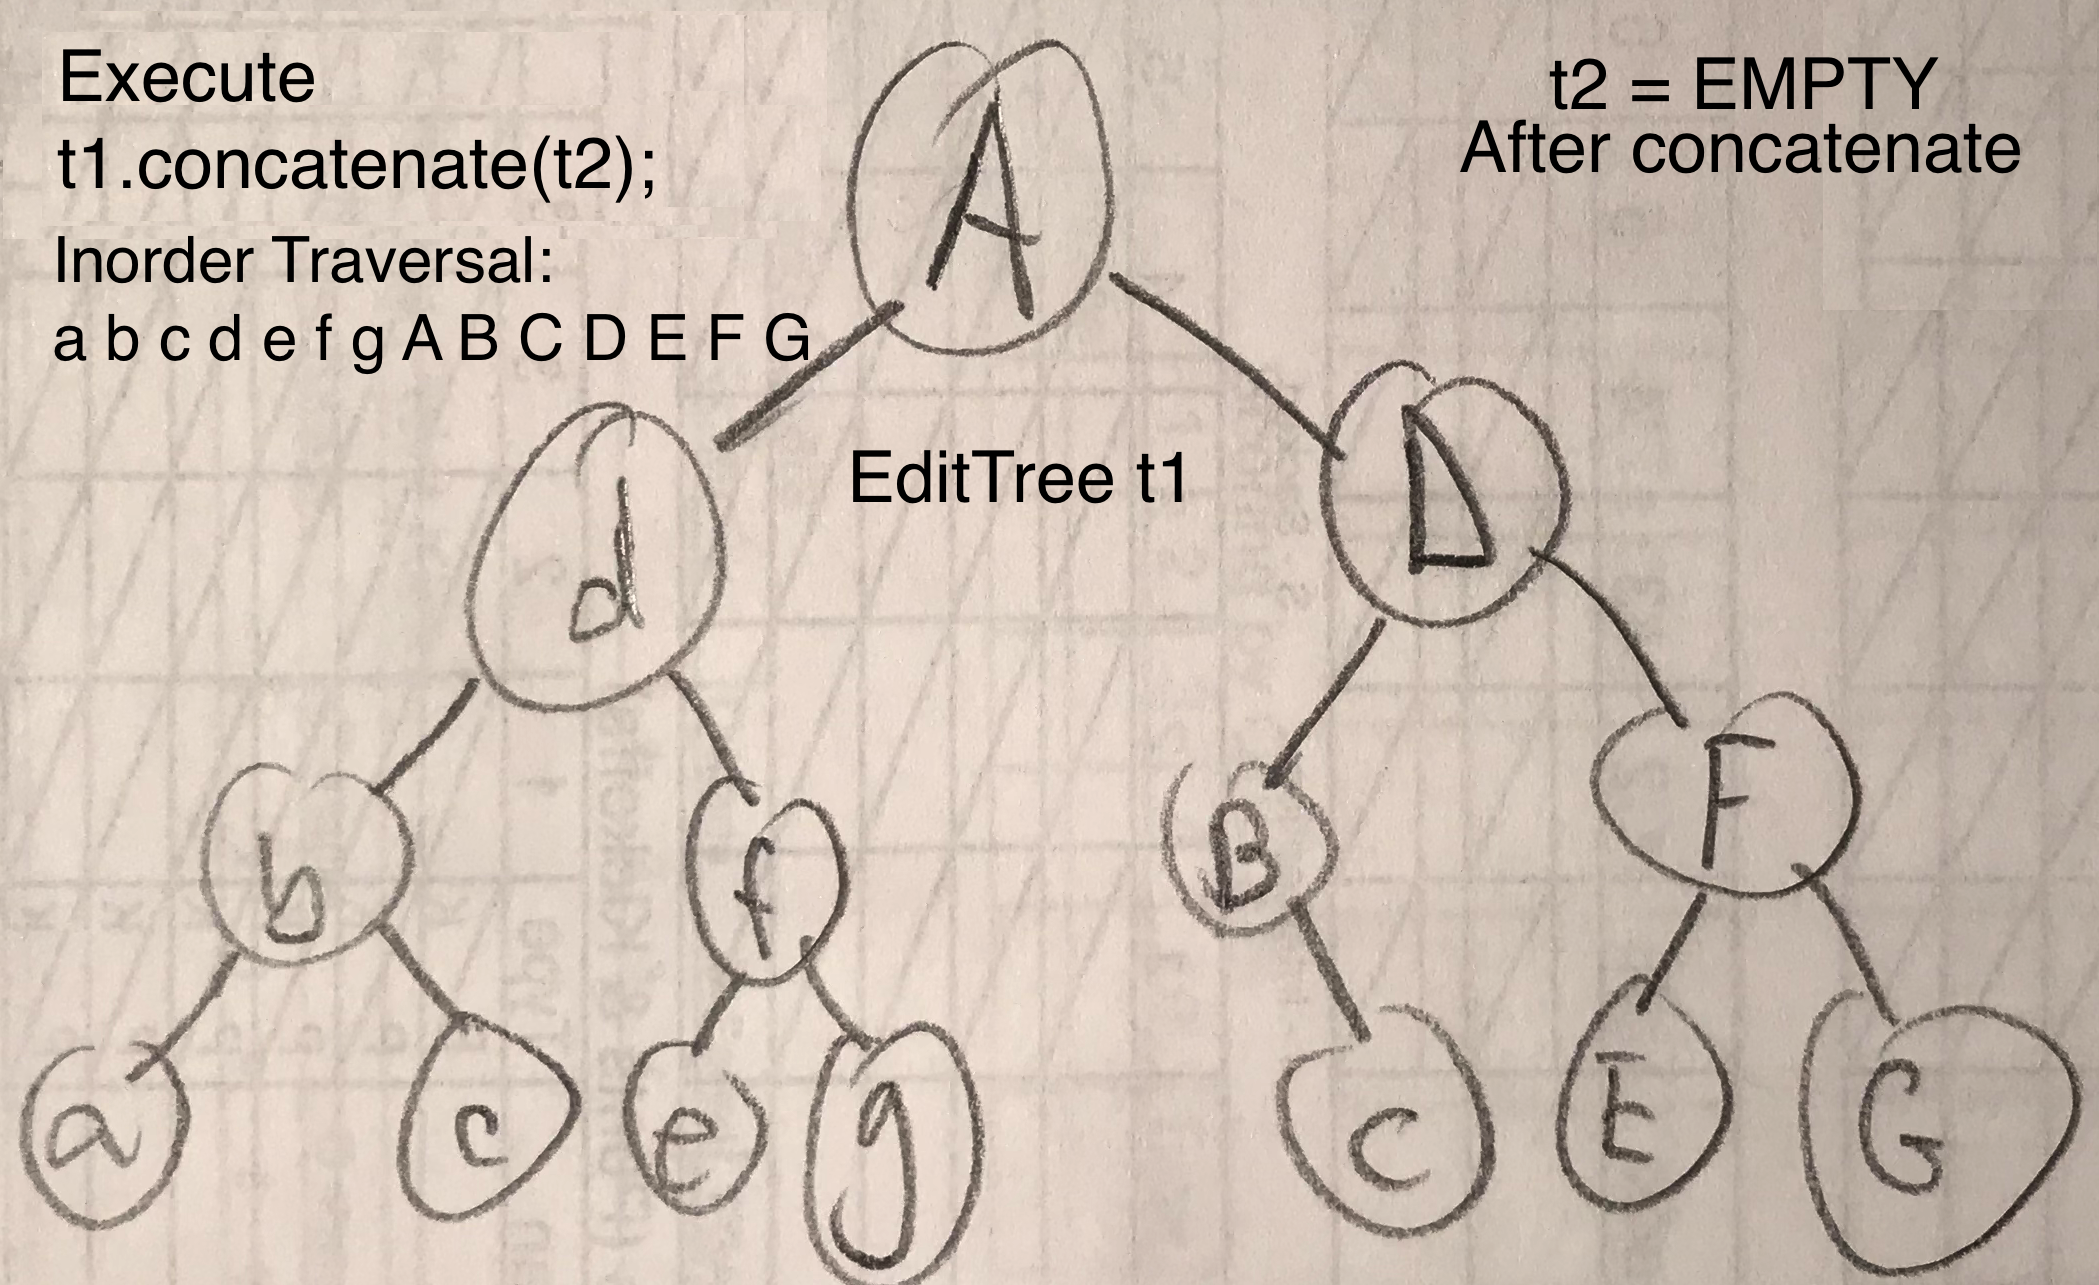 Execute
t1.concatenate(t2);
Inorder Traversal:
a b c d e f g A B C D E F G
t2 = EMPTY
After concatenate
A
EditTree t1
d
D
b
f
B
F
a
c
e
g
C
E
G